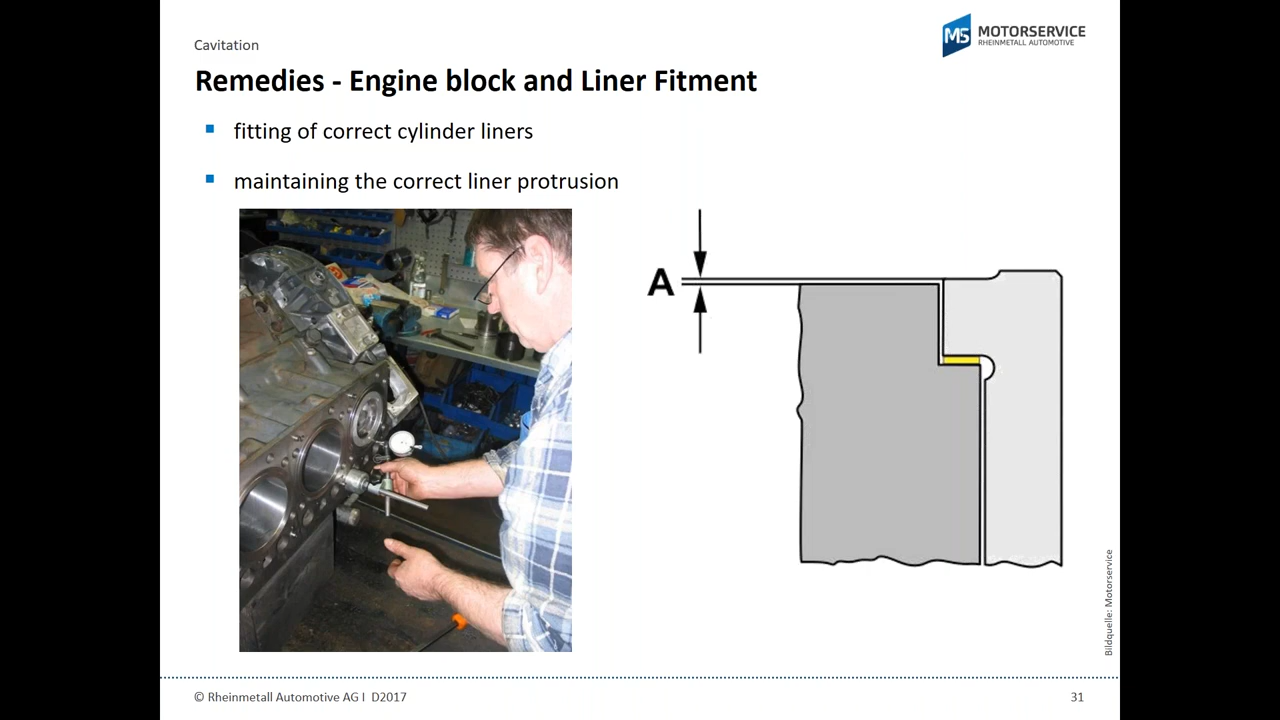 Cavitation
MS MOTORSERVICE
RHEINMETALL AUTOMOTIVE
Remedies - Engine block and Liner Fitment
fitting of correct cylinder liners
maintaining the correct liner protrusion
A
Bildquelle: Motorservice
© Rheinmetall Automotive AG I D2017
31